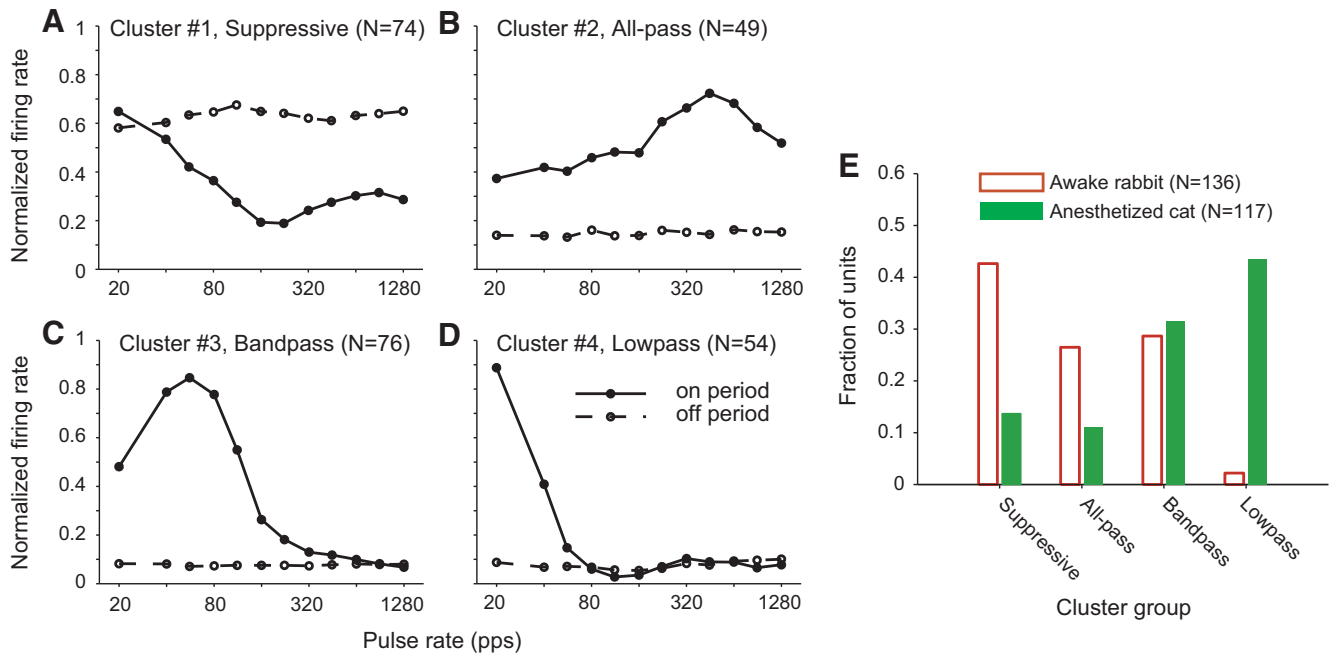 A
Cluster #1, Suppressive (N=74)
Normalized firing rate
1
0.8
0.6
0.4
0.2
0
20
80
320
1280
B
Cluster #2, All-pass (N=49)
20
80
320
1280
C
Cluster #3, Bandpass (N=76)
Normalized firing rate
1
0.8
0.6
0.4
0.2
0
20
80
320
1280
D
Cluster #4, Lowpass (N=54)
on period
off period
20
80
320
1280
Pulse rate (pps)
E
Awake rabbit (N=136)
Anesthetized cat (N=117)
Fraction of units
0.6
0.5
0.4
0.3
0.2
0.1
0
Suppressive
All-pass
Bandpass
Lowpass
Cluster group